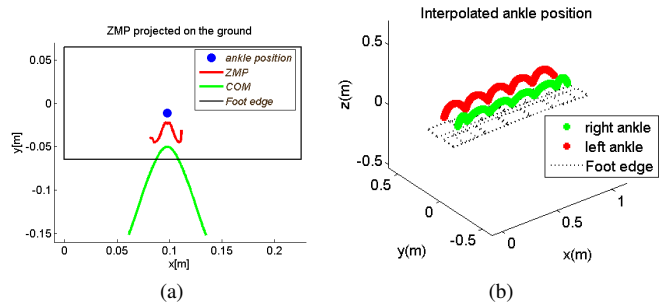 ZMP projected on the ground
0.05
0
-0.05
-0.1
-0.15
y[m]
0
0.05
0.1
0.15
0.2
x[m]
ankle position
ZMP
COM
Foot edge
(a)
Interpolated ankle position
0.5
0
-0.5
z(m)
0.5
0
-0.5
y(m)
0
0.5
1
x(m)
right ankle
left ankle
Foot edge
(b)